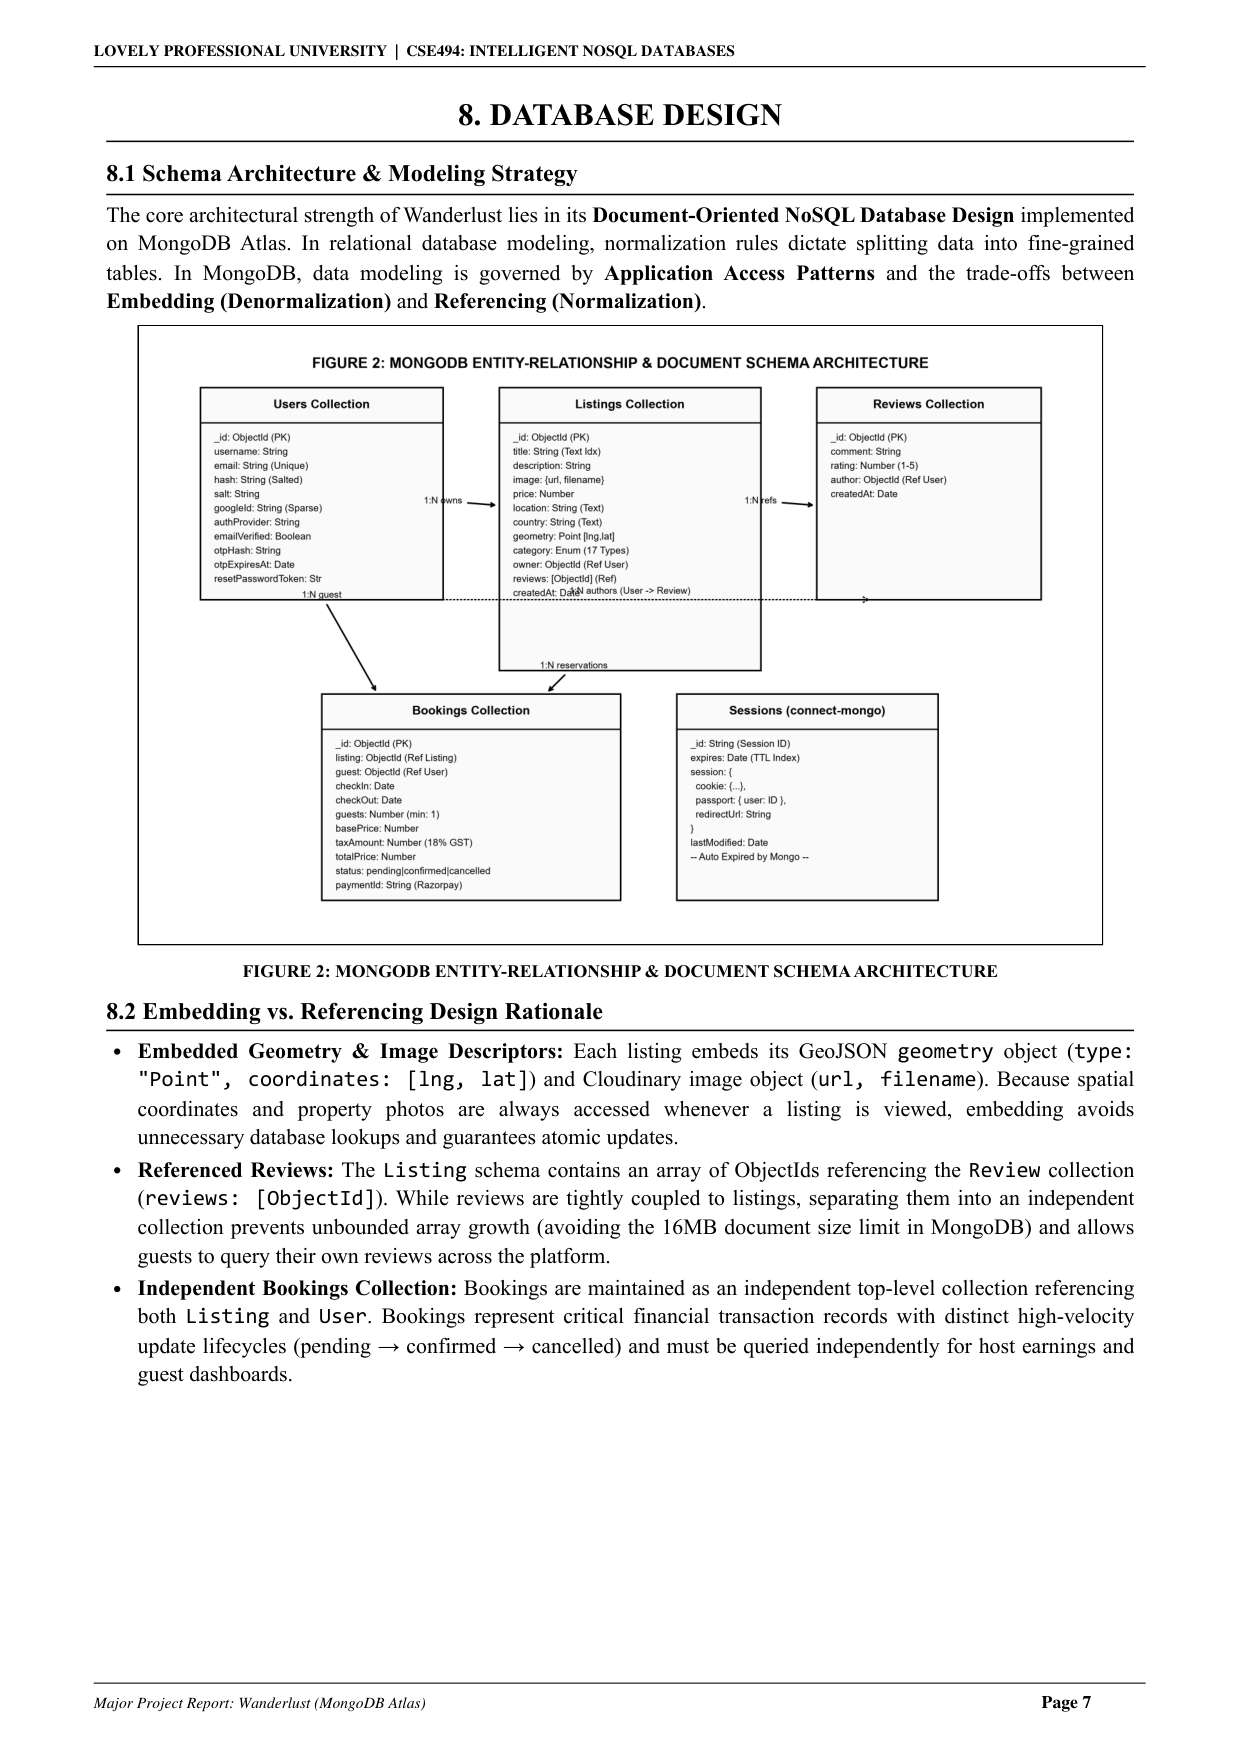 LOVELY PROFESSIONAL UNIVERSITY | CSE494: INTELLIGENT NOSQL DATABASES
8. DATABASE DESIGN
8.1 Schema Architecture & Modeling Strategy
The core architectural strength of Wanderlust lies in its Document-Oriented NoSQL Database Design implemented
on MongoDB Atlas. In relational database modeling, normalization rules dictate splitting data into fine-grained
tables. In MongoDB, data modeling is governed by Application Access Patterns and the trade-offs between
Embedding (Denormalization) and Referencing (Normalization).
FIGURE 2: MONGODB ENTITY-RELATIONSHIP & DOCUMENT SCHEMA ARCHITECTURE
Users Collection
_id: ObjectId (PK)
username: String
email: String (Unique)
hash: String (Salted)
salt: String
googleId: String (Sparse)
authProvider: String
emailVerified: Boolean
otpHash: String
otpExpiresAt: Date
resetPasswordToken: Str
1:N guest
1:N owns
Listings Collection
_id: ObjectId (PK)
title: String (Text Idx)
description: String
image: {url, filename}
price: Number
location: String (Text)
country: String (Text)
geometry: Point [lng,lat]
category: Enum (17 Types)
owner: ObjectId (Ref User)
reviews: [ObjectId] (Ref)
createdAt: Date
1:N authors (User -> Review)
1:N reservations
1:N refs
Reviews Collection
_id: ObjectId (PK)
comment: String
rating: Number (1-5)
author: ObjectId (Ref User)
createdAt: Date
Bookings Collection
_id: ObjectId (PK)
listing: ObjectId (Ref Listing)
guest: ObjectId (Ref User)
checkIn: Date
checkOut: Date
guests: Number (min: 1)
basePrice: Number
taxAmount: Number (18% GST)
totalPrice: Number
status: pending|confirmed|cancelled
paymentId: String (Razorpay)
Sessions (connect-mongo)
_id: String (Session ID)
expires: Date (TTL Index)
session: {
cookie: {...},
passport: { user: ID },
redirectUrl: String
}
lastModified: Date
-- Auto Expired by Mongo --
FIGURE 2: MONGODB ENTITY-RELATIONSHIP & DOCUMENT SCHEMA ARCHITECTURE
8.2 Embedding vs. Referencing Design Rationale
• Embedded Geometry & Image Descriptors: Each listing embeds its GeoJSON geometry object (type:
"Point", coordinates: [lng, lat]) and Cloudinary image object (url, filename). Because spatial
coordinates and property photos are always accessed whenever a listing is viewed, embedding avoids
unnecessary database lookups and guarantees atomic updates.
• Referenced Reviews: The Listing schema contains an array of ObjectIds referencing the Review collection
(reviews: [ObjectId]). While reviews are tightly coupled to listings, separating them into an independent
collection prevents unbounded array growth (avoiding the 16MB document size limit in MongoDB) and allows
guests to query their own reviews across the platform.
• Independent Bookings Collection: Bookings are maintained as an independent top-level collection referencing
both Listing and User. Bookings represent critical financial transaction records with distinct high-velocity
update lifecycles (pending → confirmed → cancelled) and must be queried independently for host earnings and
guest dashboards.
Major Project Report: Wanderlust (MongoDB Atlas)
Page 7